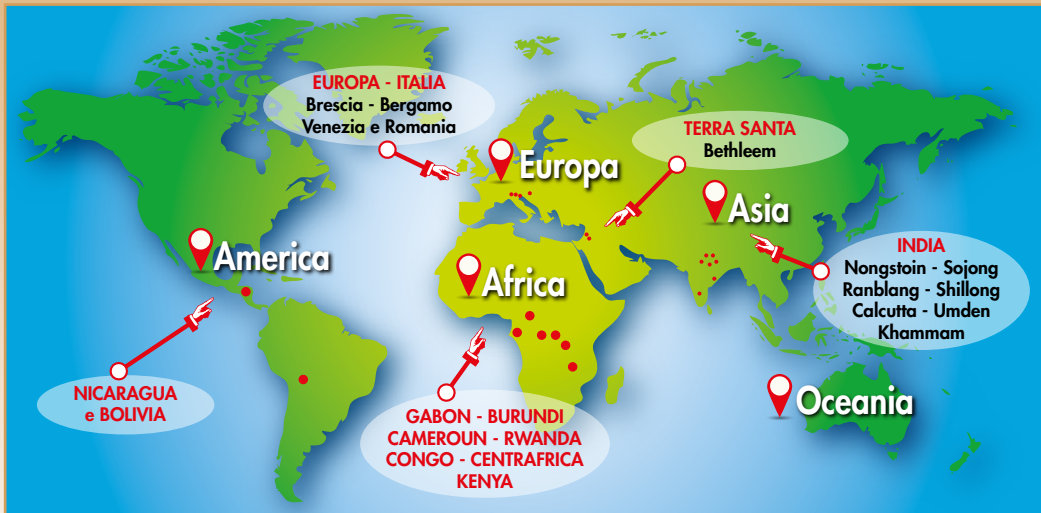 EUROPA - ITALIA
Brescia - Bergamo
Venezia e Romania
TERRA SANTA
Bethleem
Europa
Asia
America
Africa
INDIA
Nongstoin - Sojong
Ranblang - Shillong
Calcutta - Umden
Khammam
NICARAGUA
e BOLIVIA
GABON - BURUNDI
CAMEROUN - RWANDA
CONGO - CENTRAFRICA
KENYA
Oceania